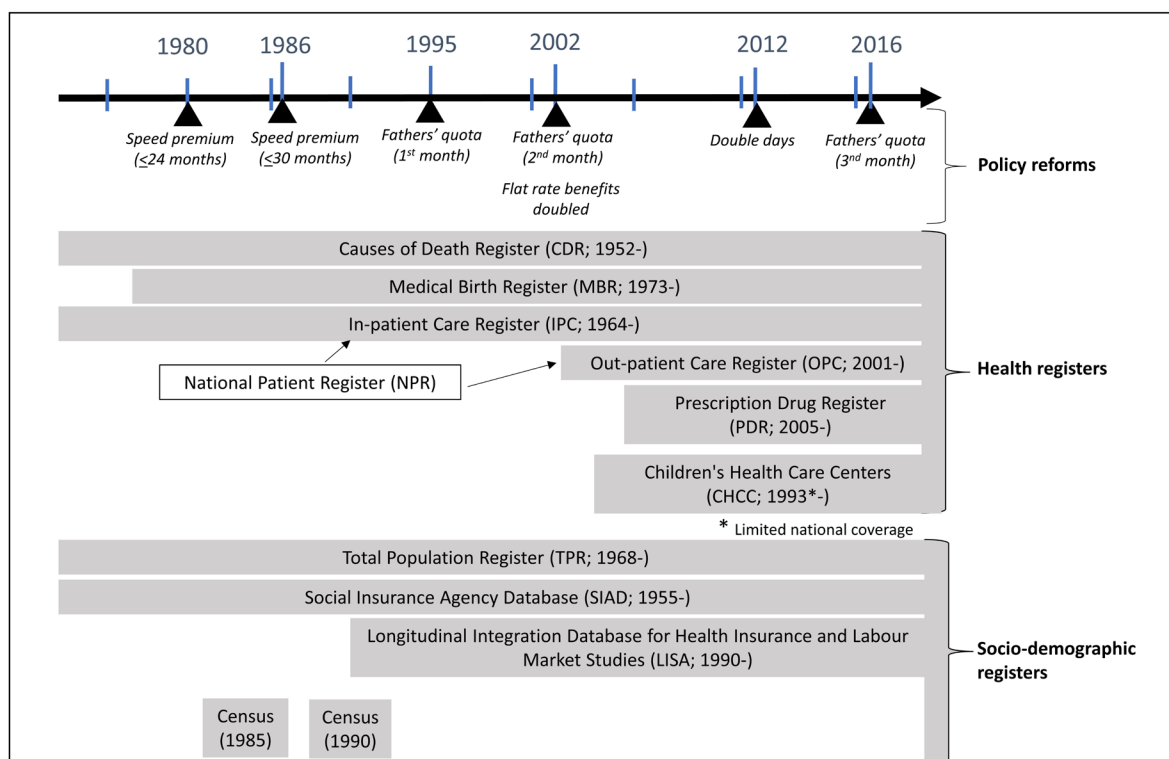 1980
1986
1995
2002
2012
2016
Speed premium
(≤24 months)
Speed premium
(≤30 months)
Fathers' quota
(1st month)
Fathers' quota
(2nd month)
Flat rate benefits
doubled
Double days
Fathers' quota
(3nd month)
Policy reforms
Causes of Death Register (CDR; 1952-)
Medical Birth Register (MBR; 1973-)
In-patient Care Register (IPC; 1964-)
Out-patient Care Register (OPC; 2001-)
National Patient Register (NPR)
Prescription Drug Register
(PDR; 2005-)
Children's Health Care Centers
(CHCC; 1993*-)
* Limited national coverage
Health registers
Total Population Register (TPR; 1968-)
Social Insurance Agency Database (SIAD; 1955-)
Longitudinal Integration Database for Health Insurance and Labour
Market Studies (LISA; 1990-)
Socio-demographic
registers
Census
(1985)
Census
(1990)